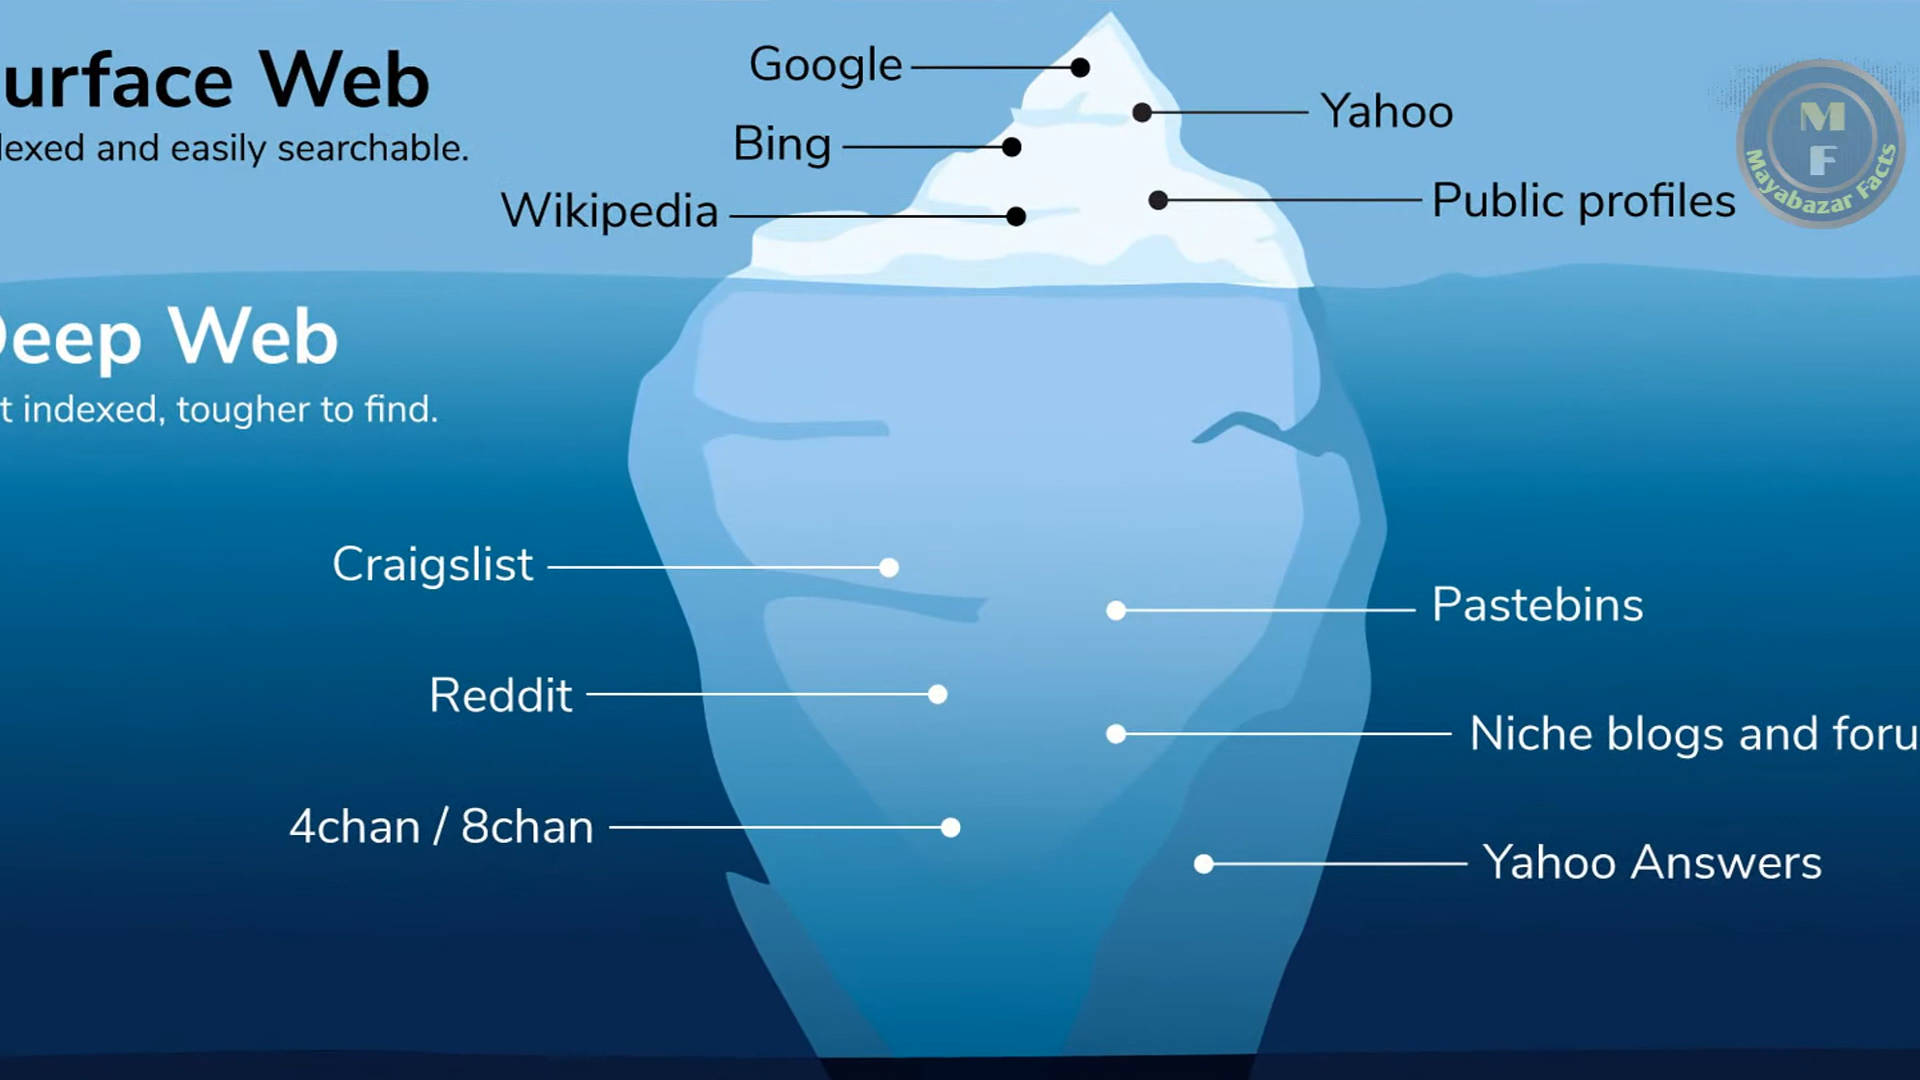 urface Web
lexed and easily searchable.
Google
Yahoo
Bing
Wikipedia
Public profiles
M
F
Mayabazar Facts
Deep Web
t indexed, tougher to find.
Craigslist
Pastebins
Reddit
Niche blogs and foru
4chan / 8chan
Yahoo Answers